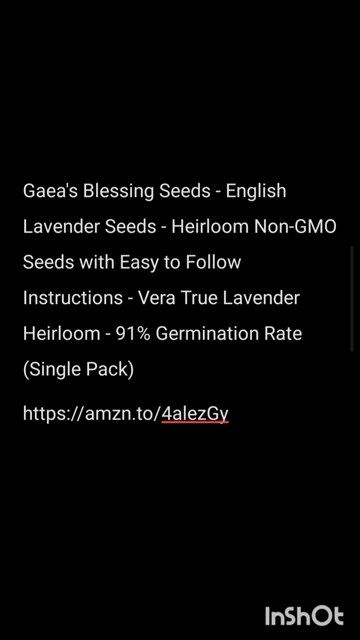 Gaea's Blessing Seeds - English
Lavender Seeds - Heirloom Non-GMO
Seeds with Easy to Follow
Instructions - Vera True Lavender
Heirloom - 91% Germination Rate
(Single Pack)
https://amzn.to/4alezGy
InShOt